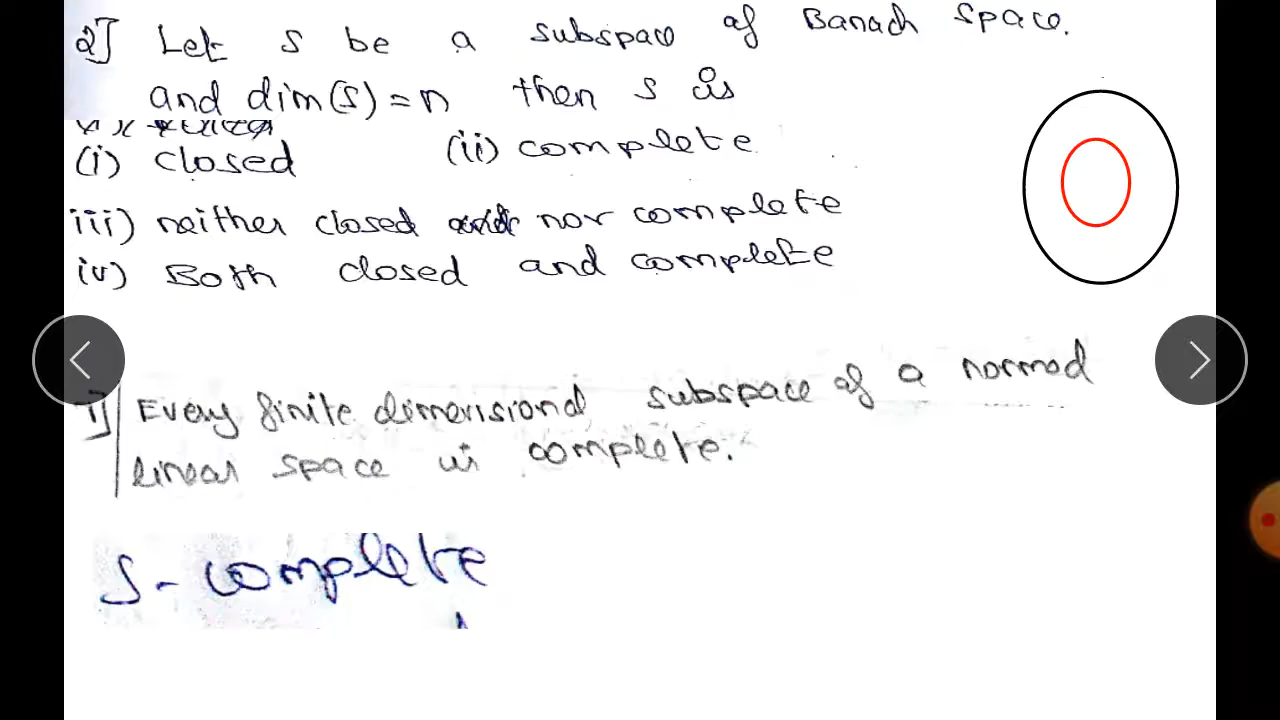 2] Let S be a subspace of Banach space.
and dim(S) = n then S is
(i) closed (ii) complete
iii) neither closed nor complete
iv) Both closed and complete
1] Every finite dimensional subspace of a normed
linear space is complete.
S - complete